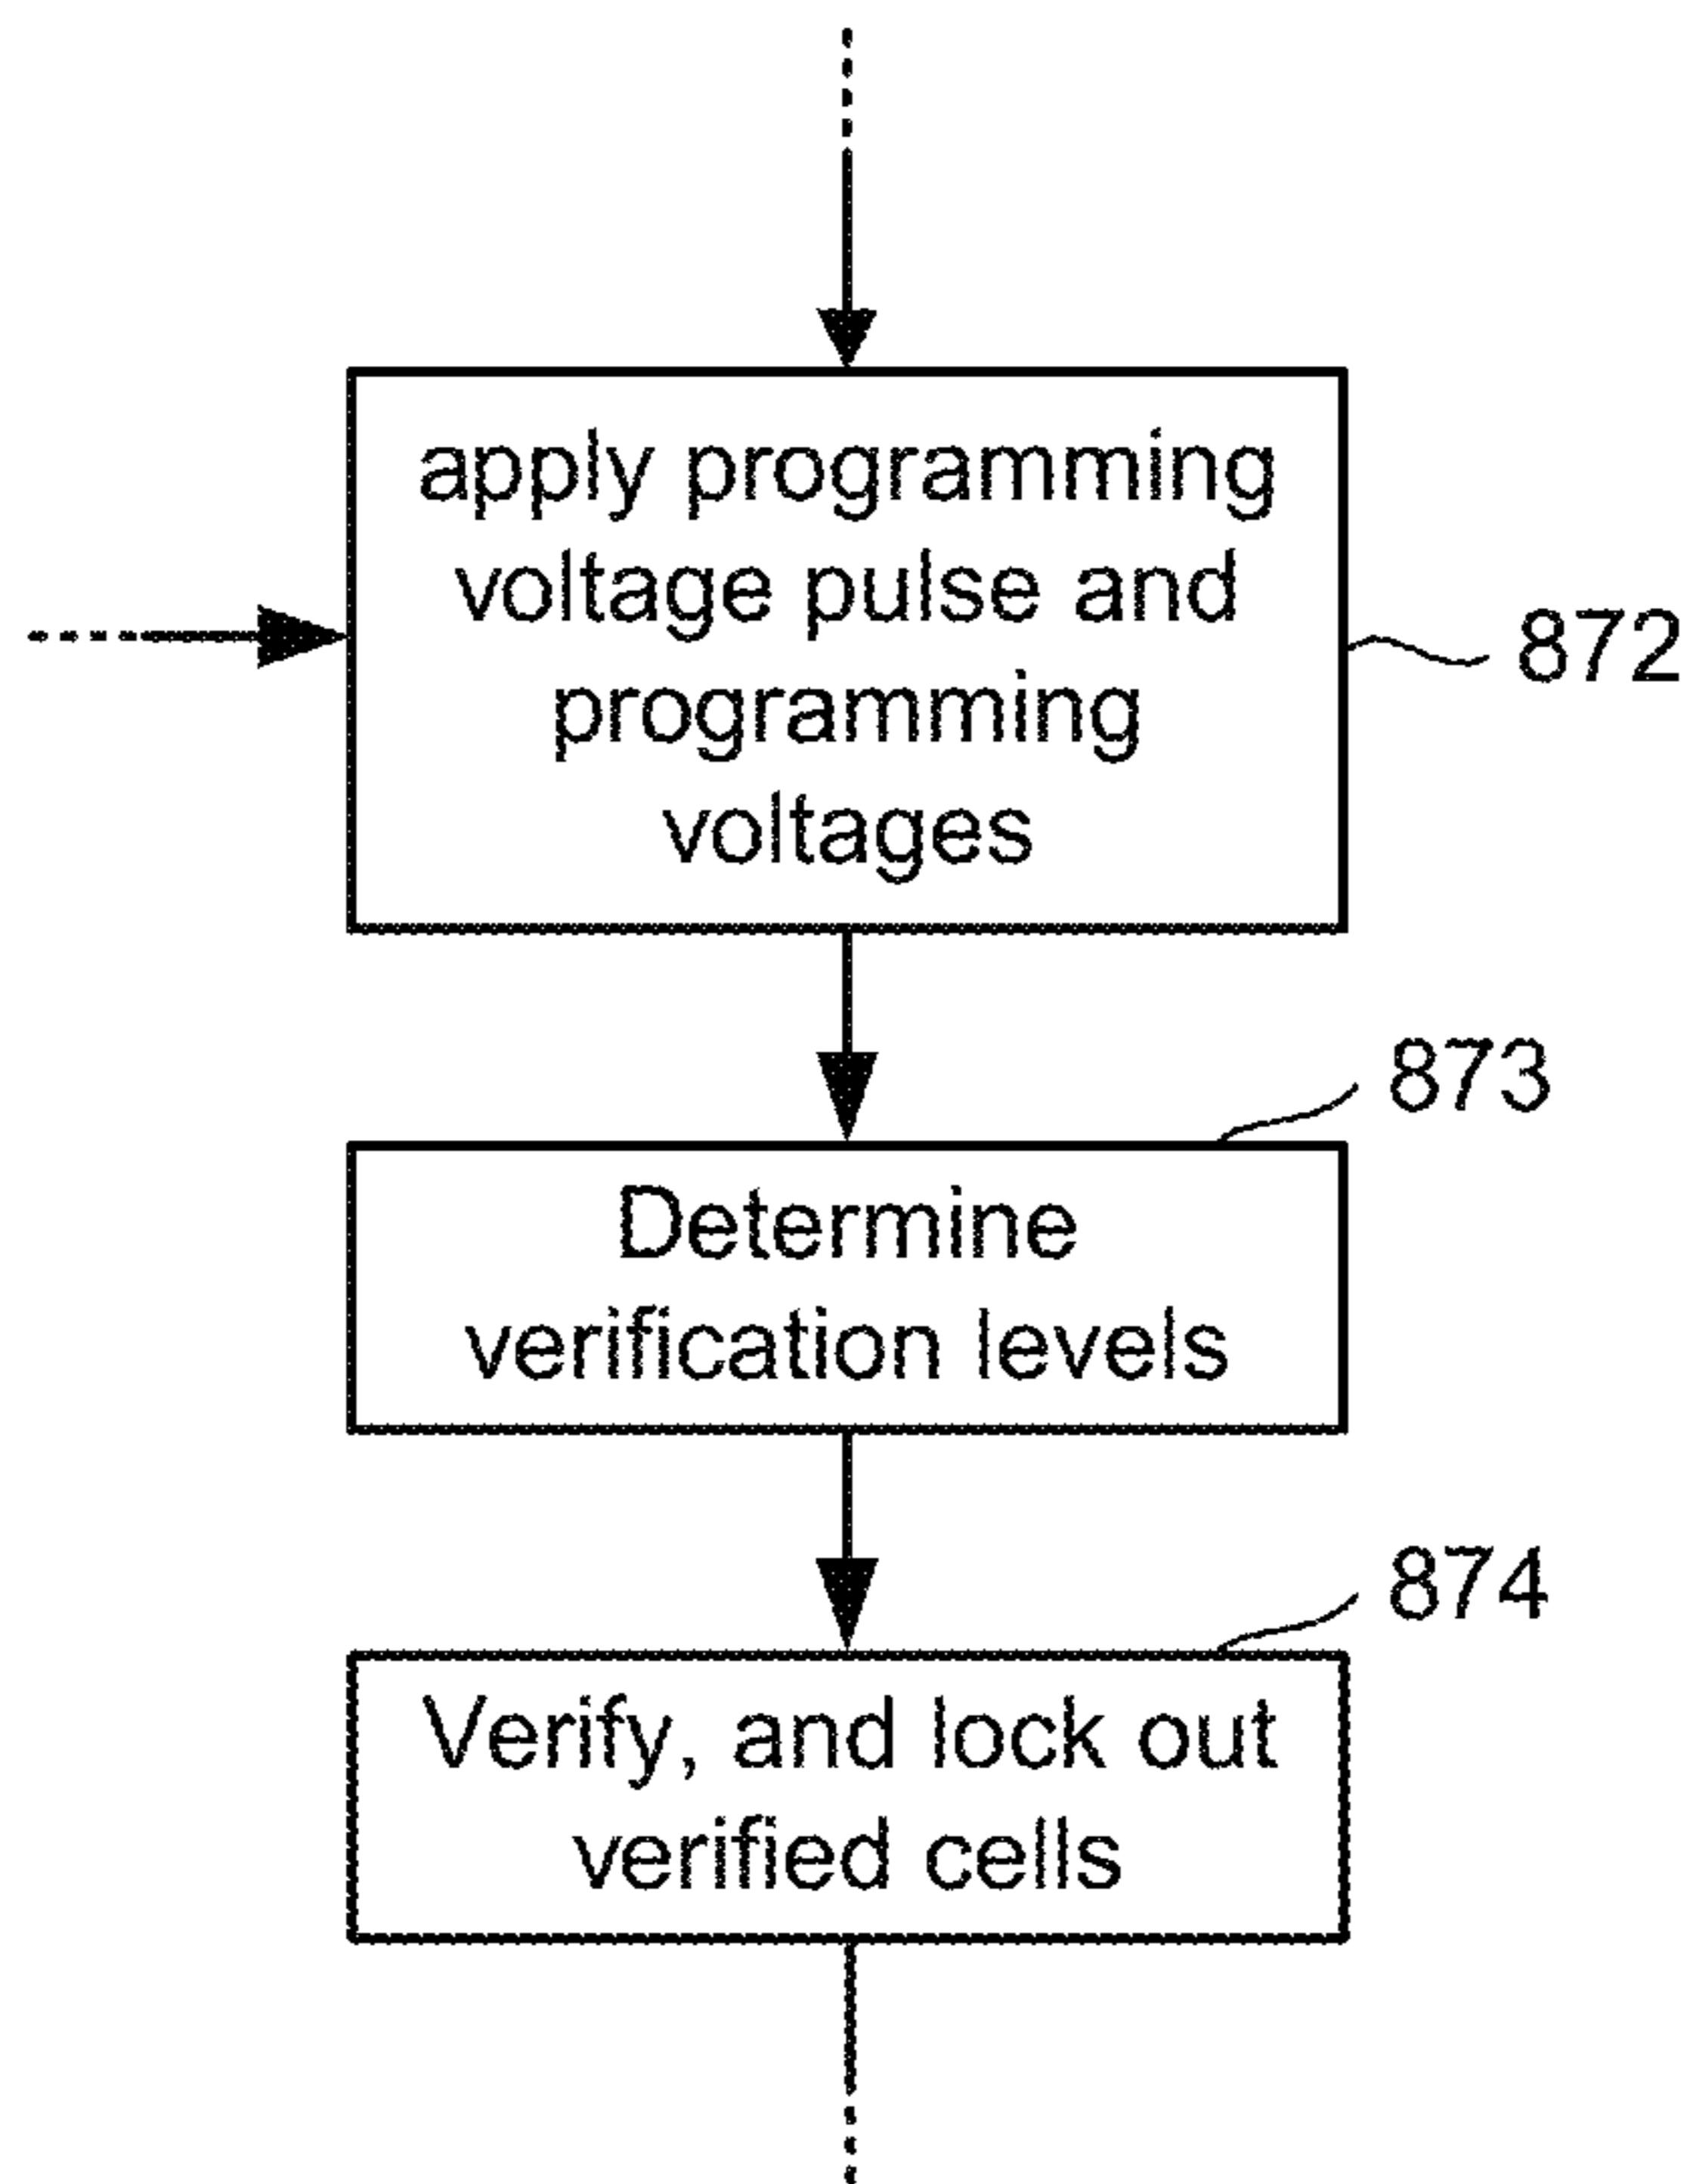 apply programming
voltage pulse and
programming
voltages
872
873
Determine
verification levels
874
Verify, and lock out
verified cells